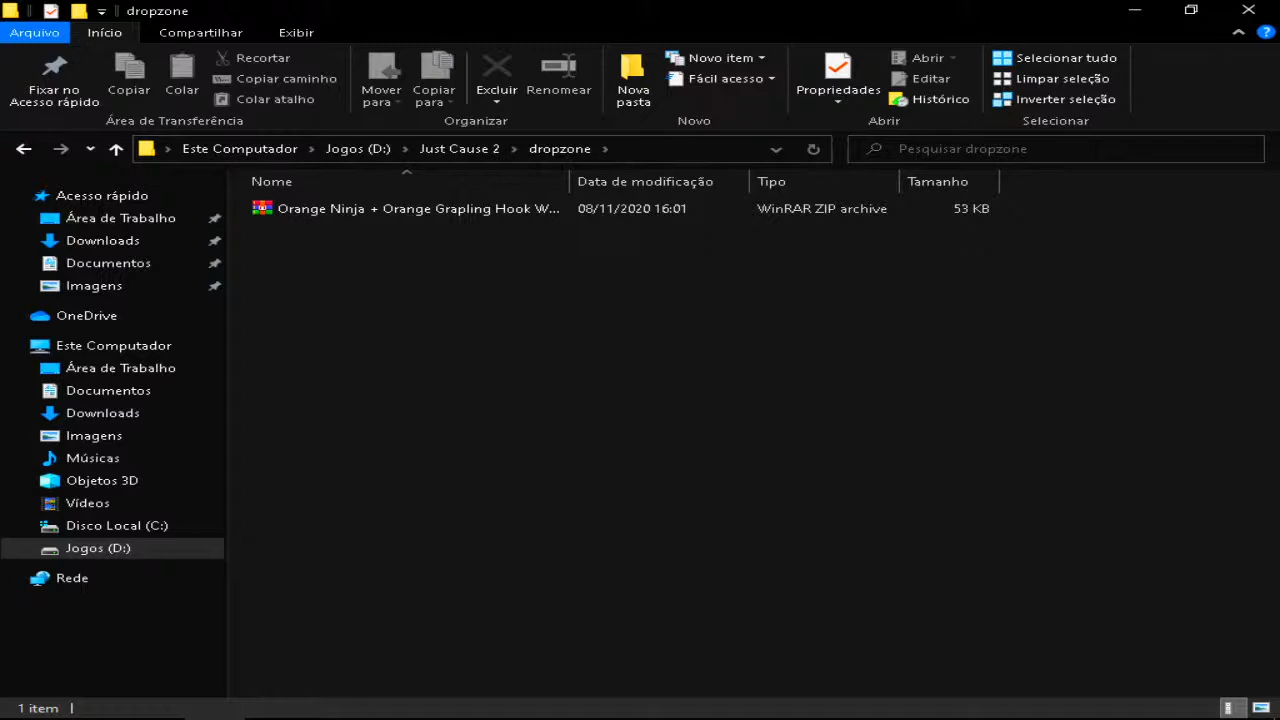 dropzone
Arquivo Início Compartilhar Exibir
Fixar no Acesso rápido
Copiar
Colar
Recortar
Copiar caminho
Colar atalho
Área de Transferência
Mover para
Copiar para
Excluir
Renomear
Organizar
Nova pasta
Novo item
Fácil acesso
Novo
Propriedades
Abrir
Editar
Histórico
Abrir
Selecionar tudo
Limpar seleção
Inverter seleção
Selecionar
Este Computador > Jogos (D:) > Just Cause 2 > dropzone >
Pesquisar dropzone
Nome Data de modificação Tipo Tamanho
Orange Ninja + Orange Grapling Hook W... 08/11/2020 16:01 WinRAR ZIP archive 53 KB
Acesso rápido
Área de Trabalho
Downloads
Documentos
Imagens
OneDrive
Este Computador
Área de Trabalho
Documentos
Downloads
Imagens
Músicas
Objetos 3D
Vídeos
Disco Local (C:)
Jogos (D:)
Rede
1 item